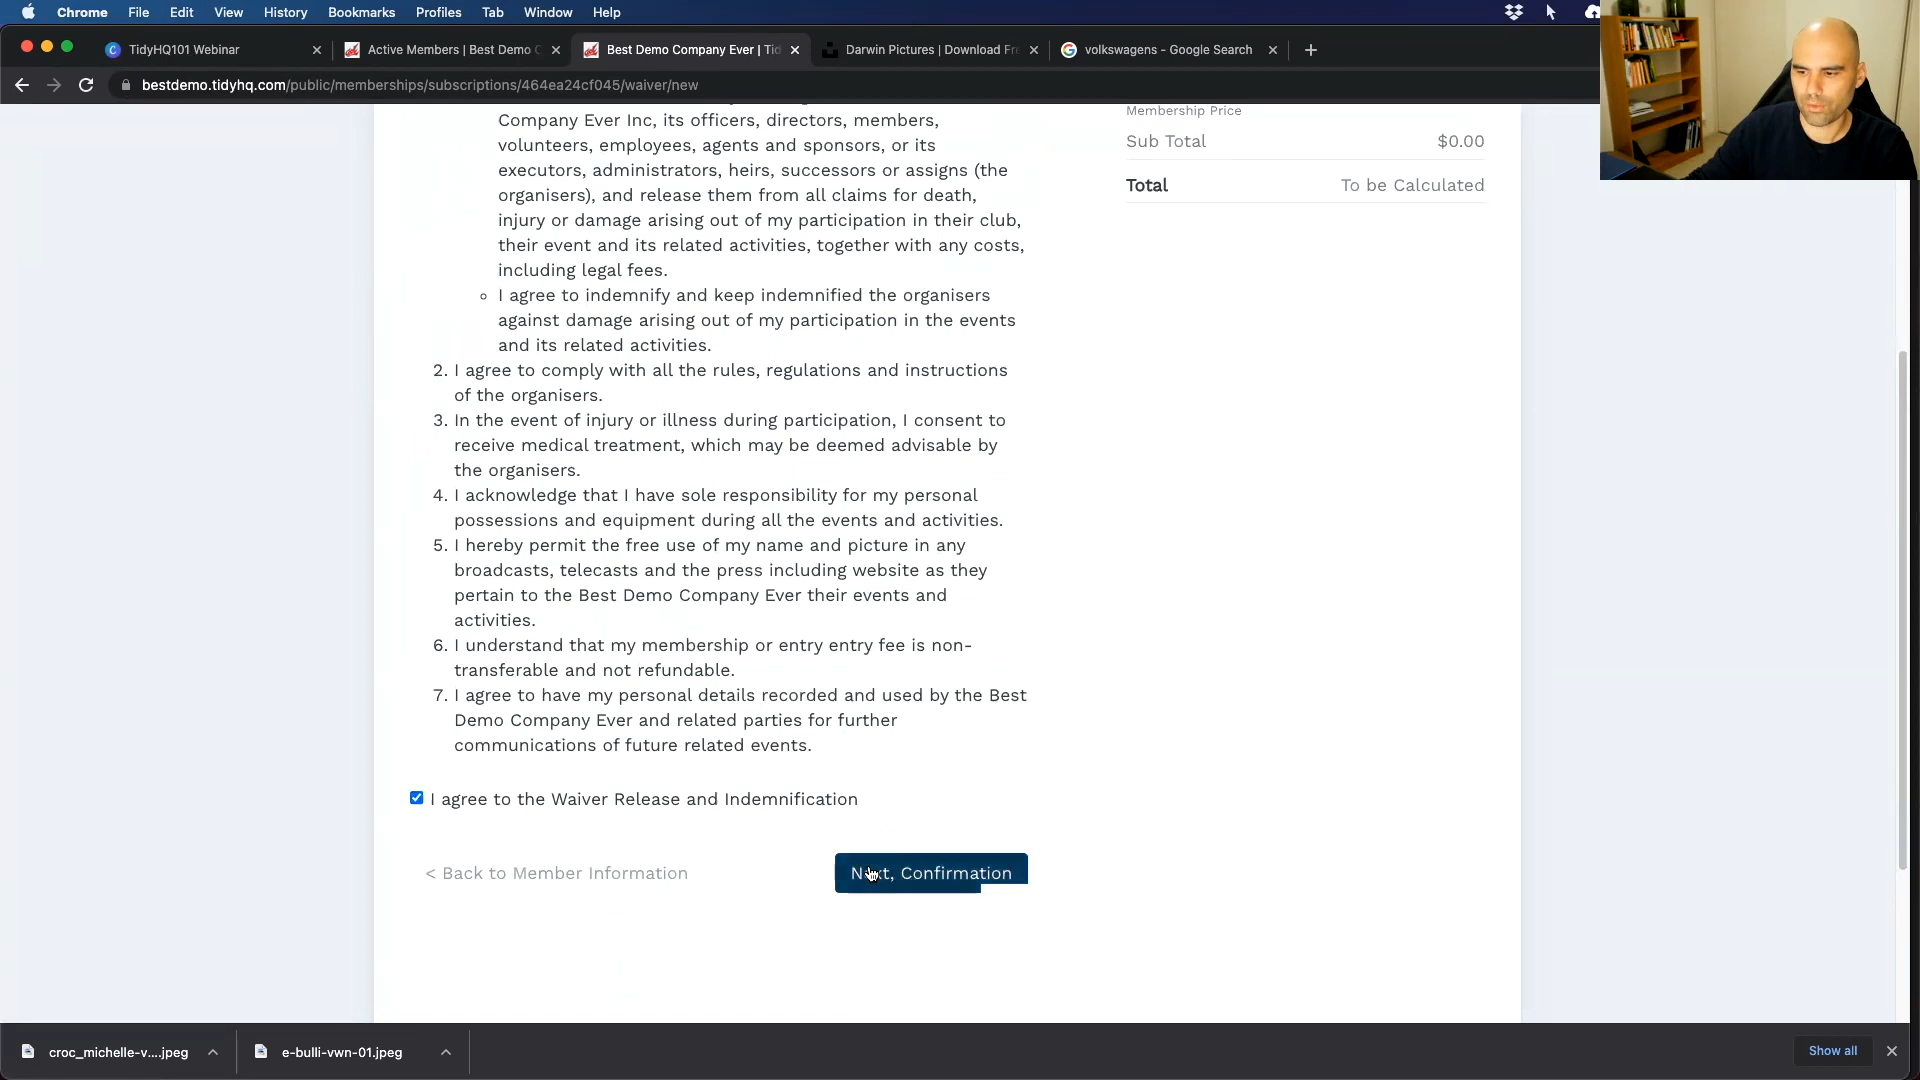 Chrome File Edit View History Bookmarks Profiles Tab Window Help
TidyHQ101 Webinar
Active Members | Best Demo C
Best Demo Company Ever | Tid
Darwin Pictures | Download Fre
volkswagens - Google Search
bestdemo.tidyhq.com/public/memberships/subscriptions/464ea24cf045/waiver/new
Company Ever Inc, its officers, directors, members,
volunteers, employees, agents and sponsors, or its
executors, administrators, heirs, successors or assigns (the
organisers), and release them from all claims for death,
injury or damage arising out of my participation in their club,
their event and its related activities, together with any costs,
including legal fees.
I agree to indemnify and keep indemnified the organisers
against damage arising out of my participation in the events
and its related activities.
2. I agree to comply with all the rules, regulations and instructions
of the organisers.
3. In the event of injury or illness during participation, I consent to
receive medical treatment, which may be deemed advisable by
the organisers.
4. I acknowledge that I have sole responsibility for my personal
possessions and equipment during all the events and activities.
5. I hereby permit the free use of my name and picture in any
broadcasts, telecasts and the press including website as they
pertain to the Best Demo Company Ever their events and
activities.
6. I understand that my membership or entry entry fee is non-
transferable and not refundable.
7. I agree to have my personal details recorded and used by the Best
Demo Company Ever and related parties for further
communications of future related events.
I agree to the Waiver Release and Indemnification
< Back to Member Information
Next, Confirmation
Membership Price
Sub Total $0.00
Total To be Calculated
croc_michelle-v....jpeg
e-bulli-vwn-01.jpeg
Show all